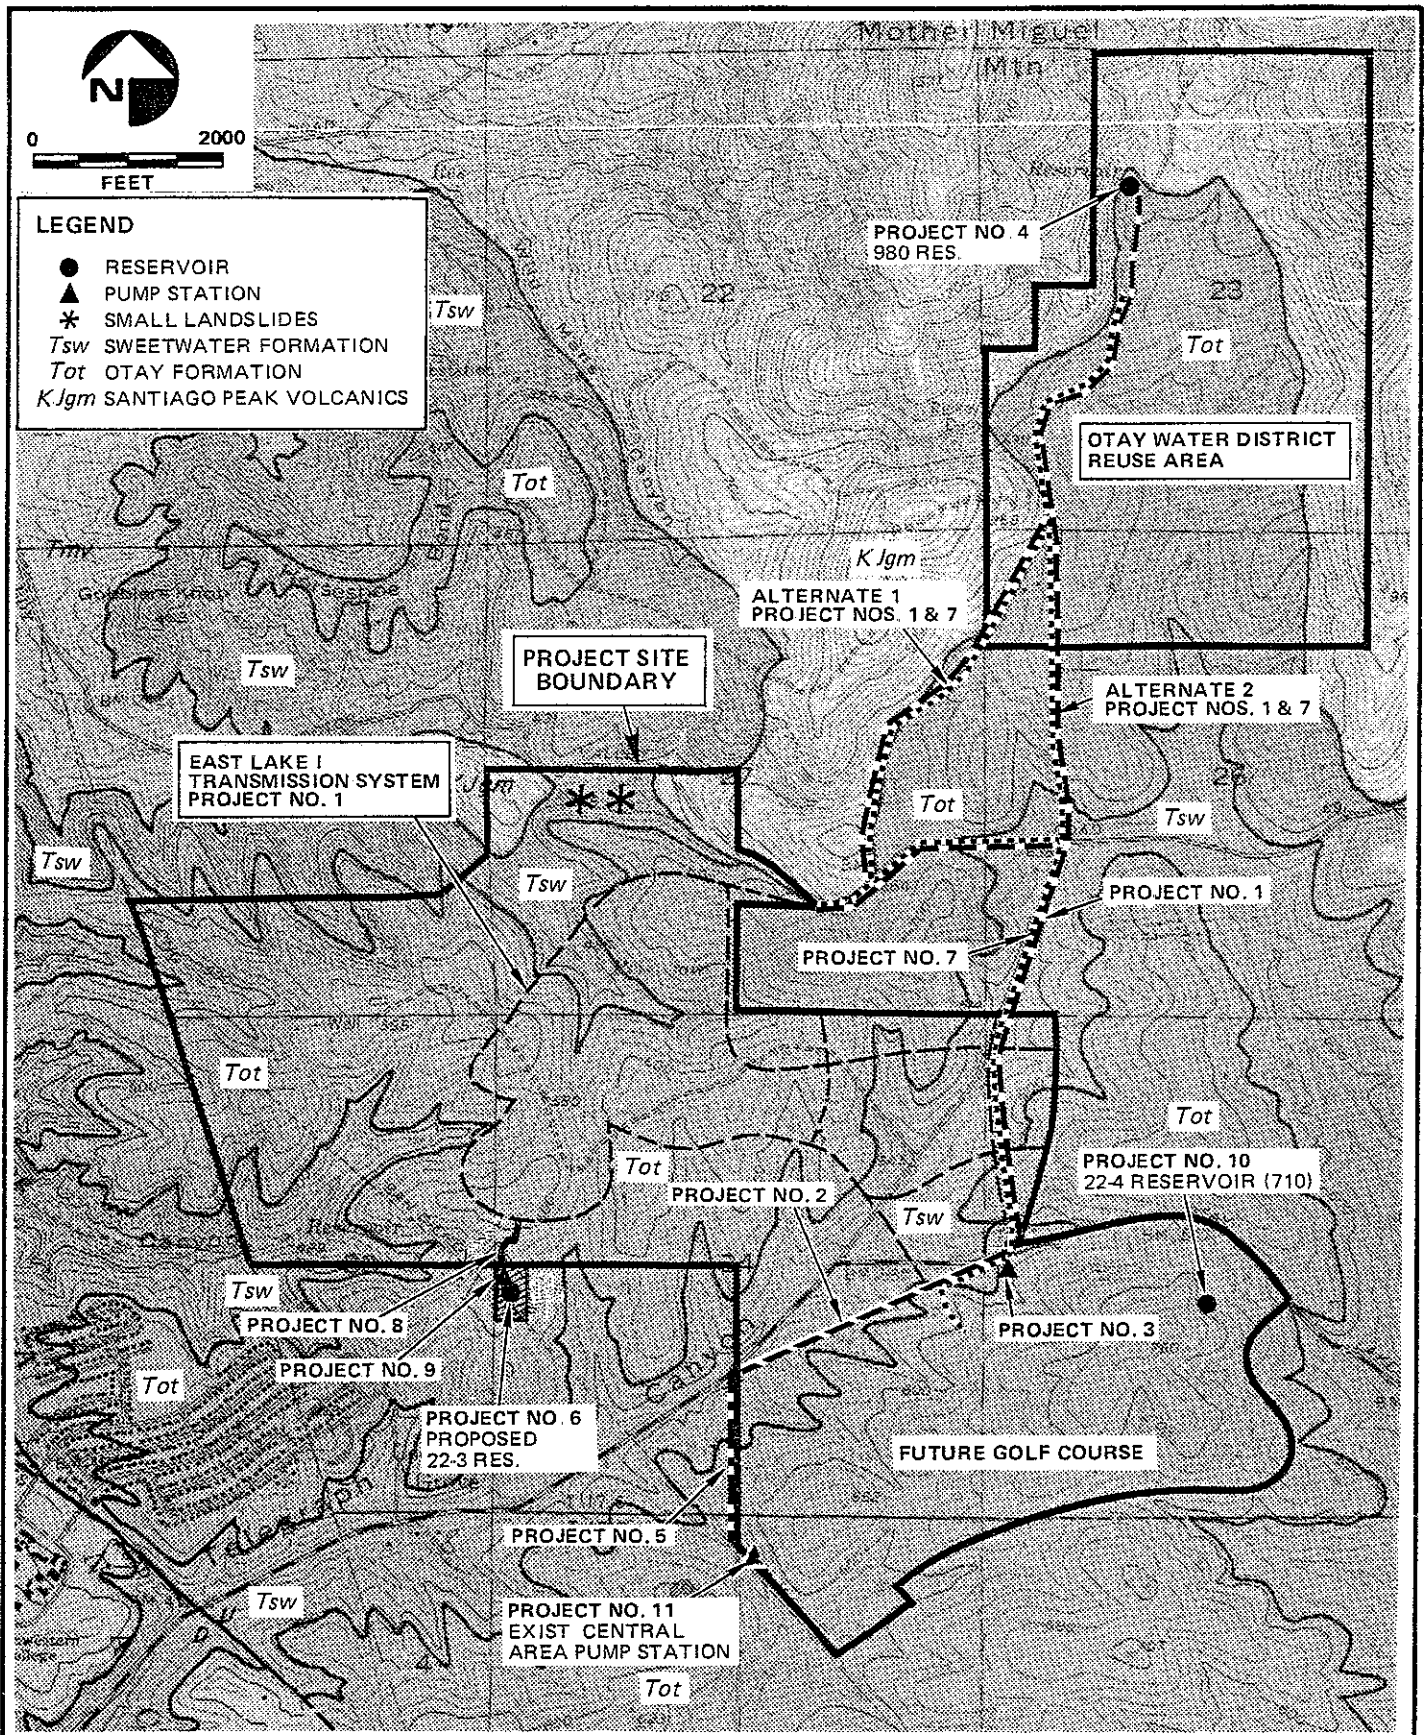 Mother Miguel
Mtn
N
0 2000
FEET
LEGEND
RESERVOIR
PUMP STATION
SMALL LANDSLIDES
Tsw SWEETWATER FORMATION
Tot OTAY FORMATION
KJgm SANTIAGO PEAK VOLCANICS
PROJECT NO. 4
980 RES.
22
23
Tsw
Tot
OTAY WATER DISTRICT
REUSE AREA
Tot
Tmv
KJgm
ALTERNATE 1
PROJECT NOS. 1 & 7
Tsw
PROJECT SITE
BOUNDARY
ALTERNATE 2
PROJECT NOS. 1 & 7
EAST LAKE I
TRANSMISSION SYSTEM
PROJECT NO. 1
Tot
Tsw
Tsw
Tsw
PROJECT NO. 1
PROJECT NO. 7
Tot
Tot
Tot
PROJECT NO. 10
22-4 RESERVOIR (710)
PROJECT NO. 2
Tsw
Tsw
PROJECT NO. 8
PROJECT NO. 3
PROJECT NO. 9
Tot
Canyon
PROJECT NO. 6
PROPOSED
22-3 RES.
FUTURE GOLF COURSE
Telegraph
PROJECT NO. 5
Tsw
U
D
PROJECT NO. 11
EXIST CENTRAL
AREA PUMP STATION
Tot